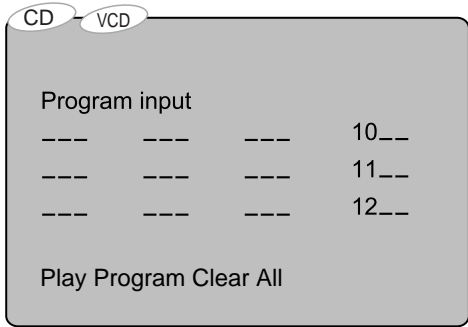 CD VCD
Program input
___ ___ ___ 10__
___ ___ ___ 11__
___ ___ ___ 12__
Play Program Clear All